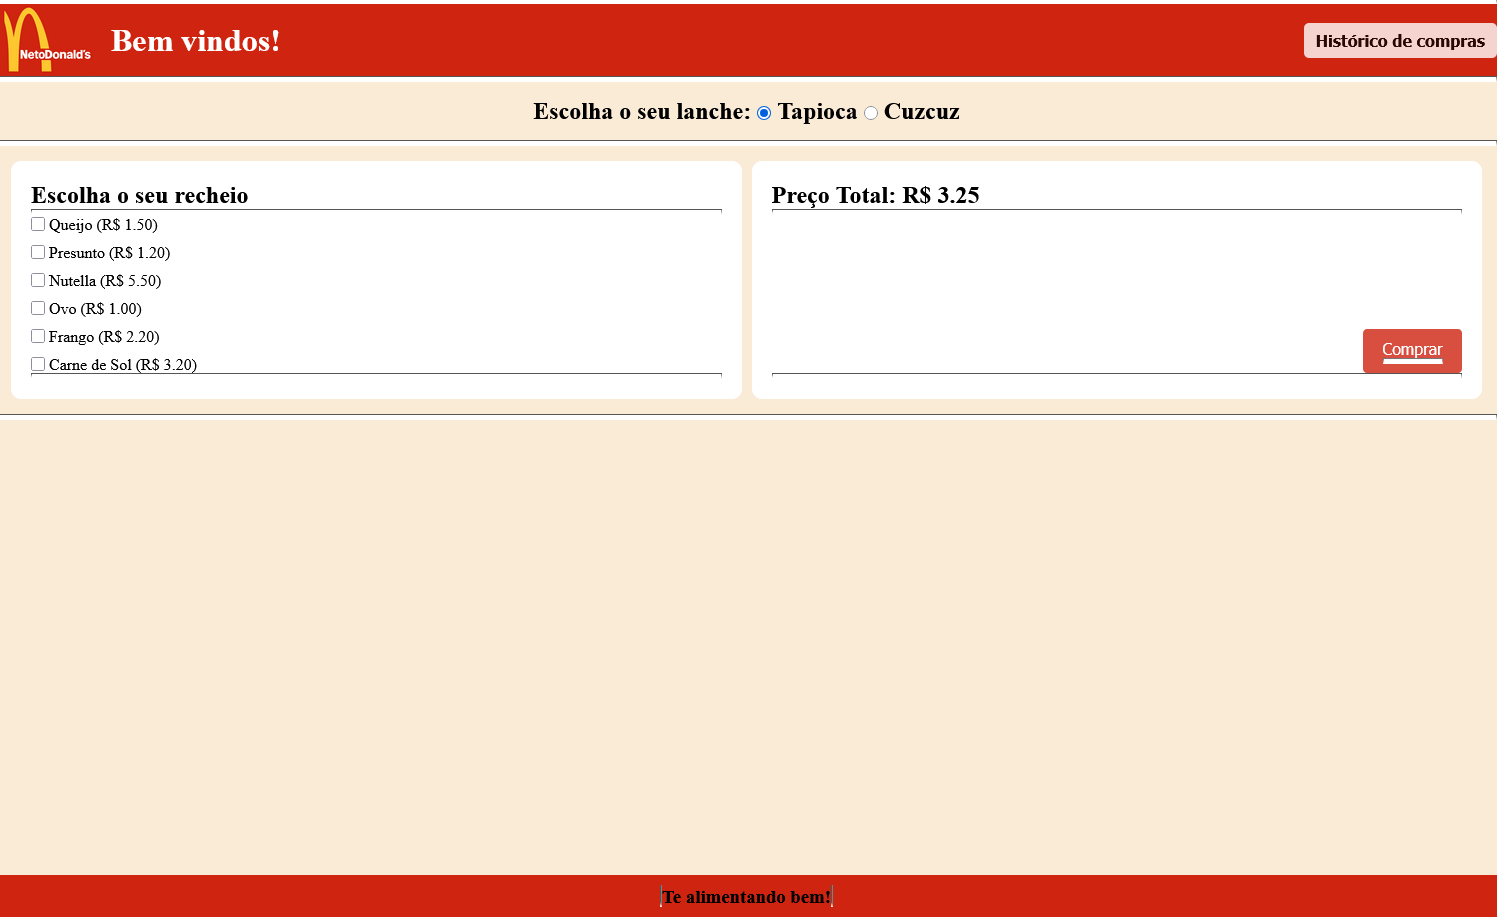 NetoDonald's
Bem vindos!
Histórico de compras
Escolha o seu lanche: Tapioca Cuzcuz
Escolha o seu recheio
Queijo (R$ 1.50)
Presunto (R$ 1.20)
Nutella (R$ 5.50)
Ovo (R$ 1.00)
Frango (R$ 2.20)
Carne de Sol (R$ 3.20)
Preço Total: R$ 3.25
Comprar
Te alimentando bem!